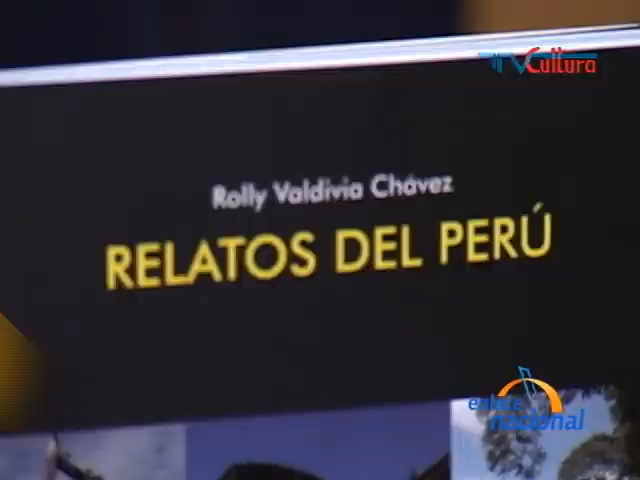 TVCultura
Rolly Valdivia Chávez
RELATOS DEL PERÚ
enlace
nacional